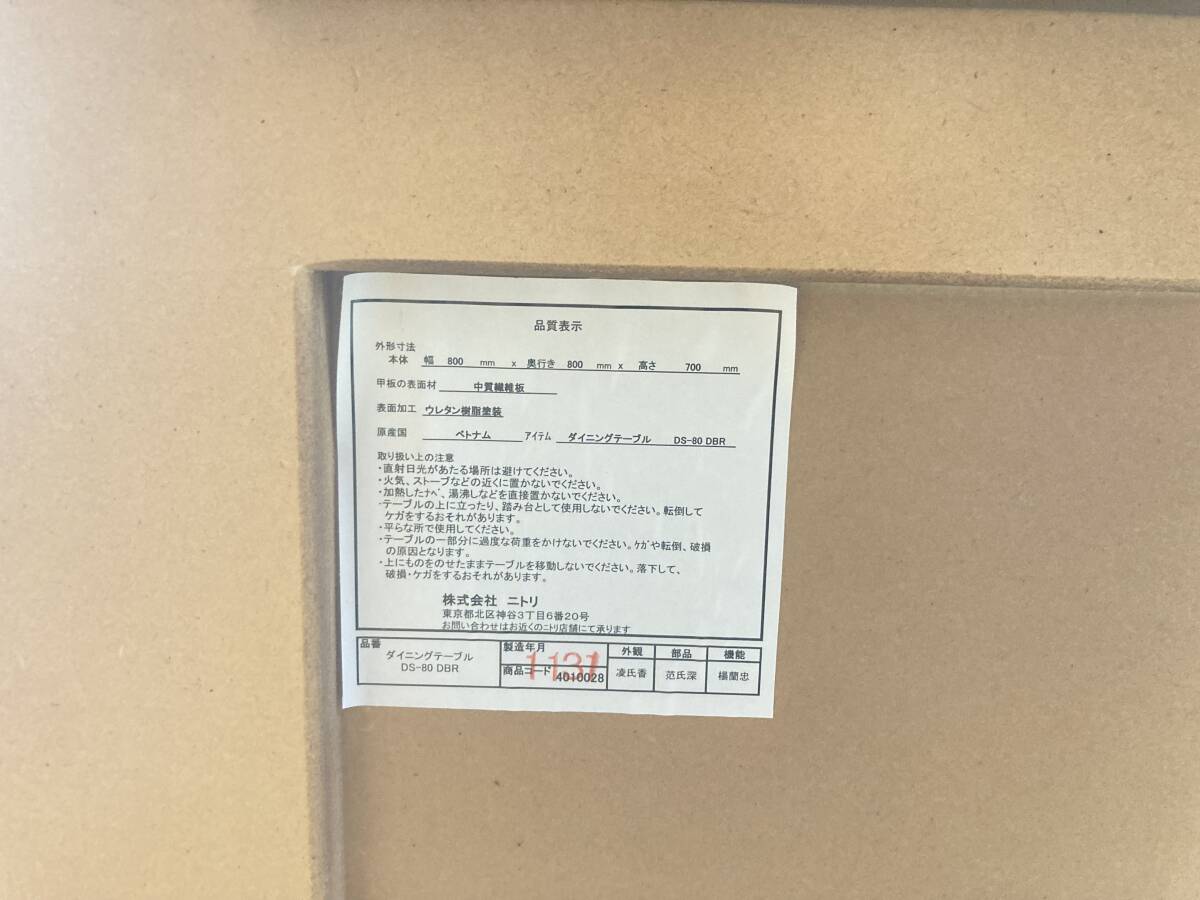 品質表示
外形寸法
本体 幅 800 mm x 奥行き 800 mm x 高さ 700 mm
甲板の表面材 中質繊維板
表面加工 ウレタン樹脂塗装
原産国 ベトナム アイテム ダイニングテーブル DS-80 DBR
取り扱い上の注意
・直射日光があたる場所は避けてください。
・火気、ストーブなどの近くに置かないでください。
・加熱したナベ、湯沸しなどを直接置かないでください。
・テーブルの上に立ったり、踏み台として使用しないでください。転倒して
ケガをするおそれがあります。
・平らな所で使用してください。
・テーブルの一部分に過度な荷重をかけないでください。ケガや転倒、破損
の原因となります。
・上にものをのせたままテーブルを移動しないでください。落下して、
破損・ケガをするおそれがあります。
株式会社 ニトリ
東京都北区神谷3丁目6番20号
お問い合わせはお近くのニトリ店舗にて承ります
品番 ダイニングテーブル
DS-80 DBR
製造年月 1131
商品コード 4010028
外観 部品 機能
凌氏香 范氏深 楊蘭忠